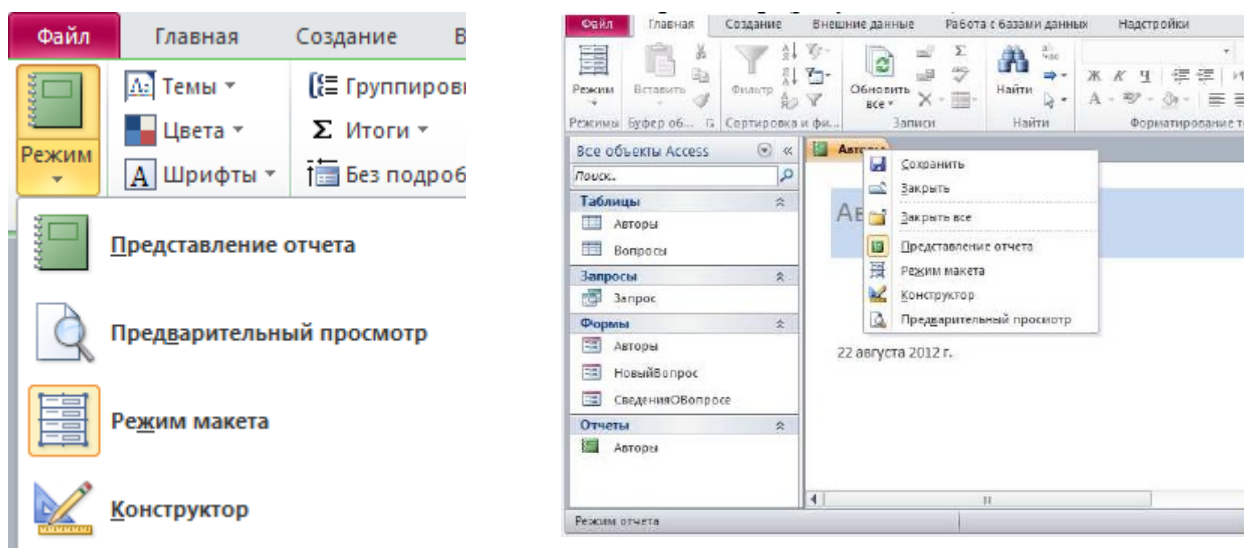 Файл Главная Создание В
Темы Группировн
Цвета Σ Итоги
Режим
Шрифты Без подроб
Представление отчета
Предварительный просмотр
Режим макета
Конструктор
Файл Главная Создание Внешние данные Работа с базами данных Надстройки
Режим Вставить Фильтр Обновить все Найти Ж К Ч А
Режимы Буфер об... Сортировка и фи... Записи Найти Форматирование т
Все объекты Access
Поиск..
Таблицы
Авторы
Вопросы
Запросы
Запрос
Формы
Авторы
НовыйВопрос
СведенияОВопросе
Отчеты
Авторы
Авторы
Ав
Сохранить
Закрыть
Закрыть все
Представление отчета
Режим макета
Конструктор
Предварительный просмотр
22 августа 2012 г.
Режим отчета